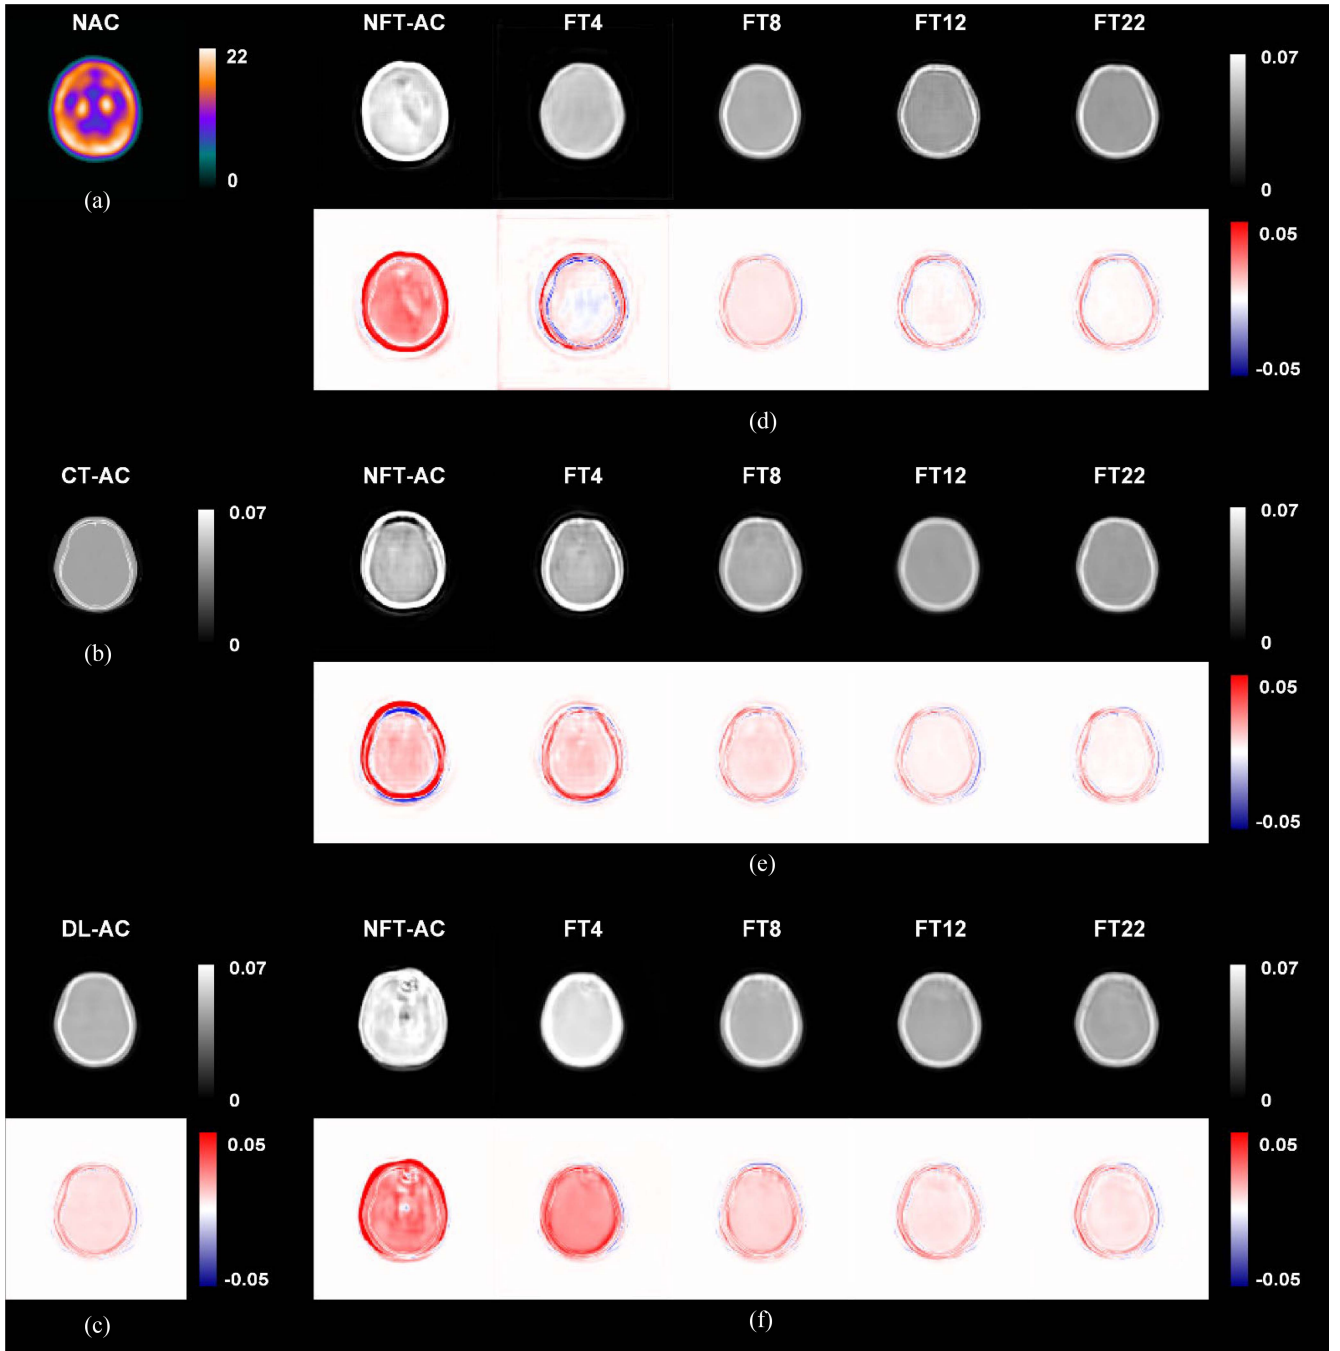 NAC NFT-AC FT4 FT8 FT12 FT22
22 0.07
0 0
(a)
0.05
-0.05
(d)
CT-AC NFT-AC FT4 FT8 FT12 FT22
0.07 0.07
0 0
(b)
0.05
-0.05
(e)
DL-AC NFT-AC FT4 FT8 FT12 FT22
0.07 0.07
0 0
0.05 0.05
-0.05 -0.05
(c) (f)